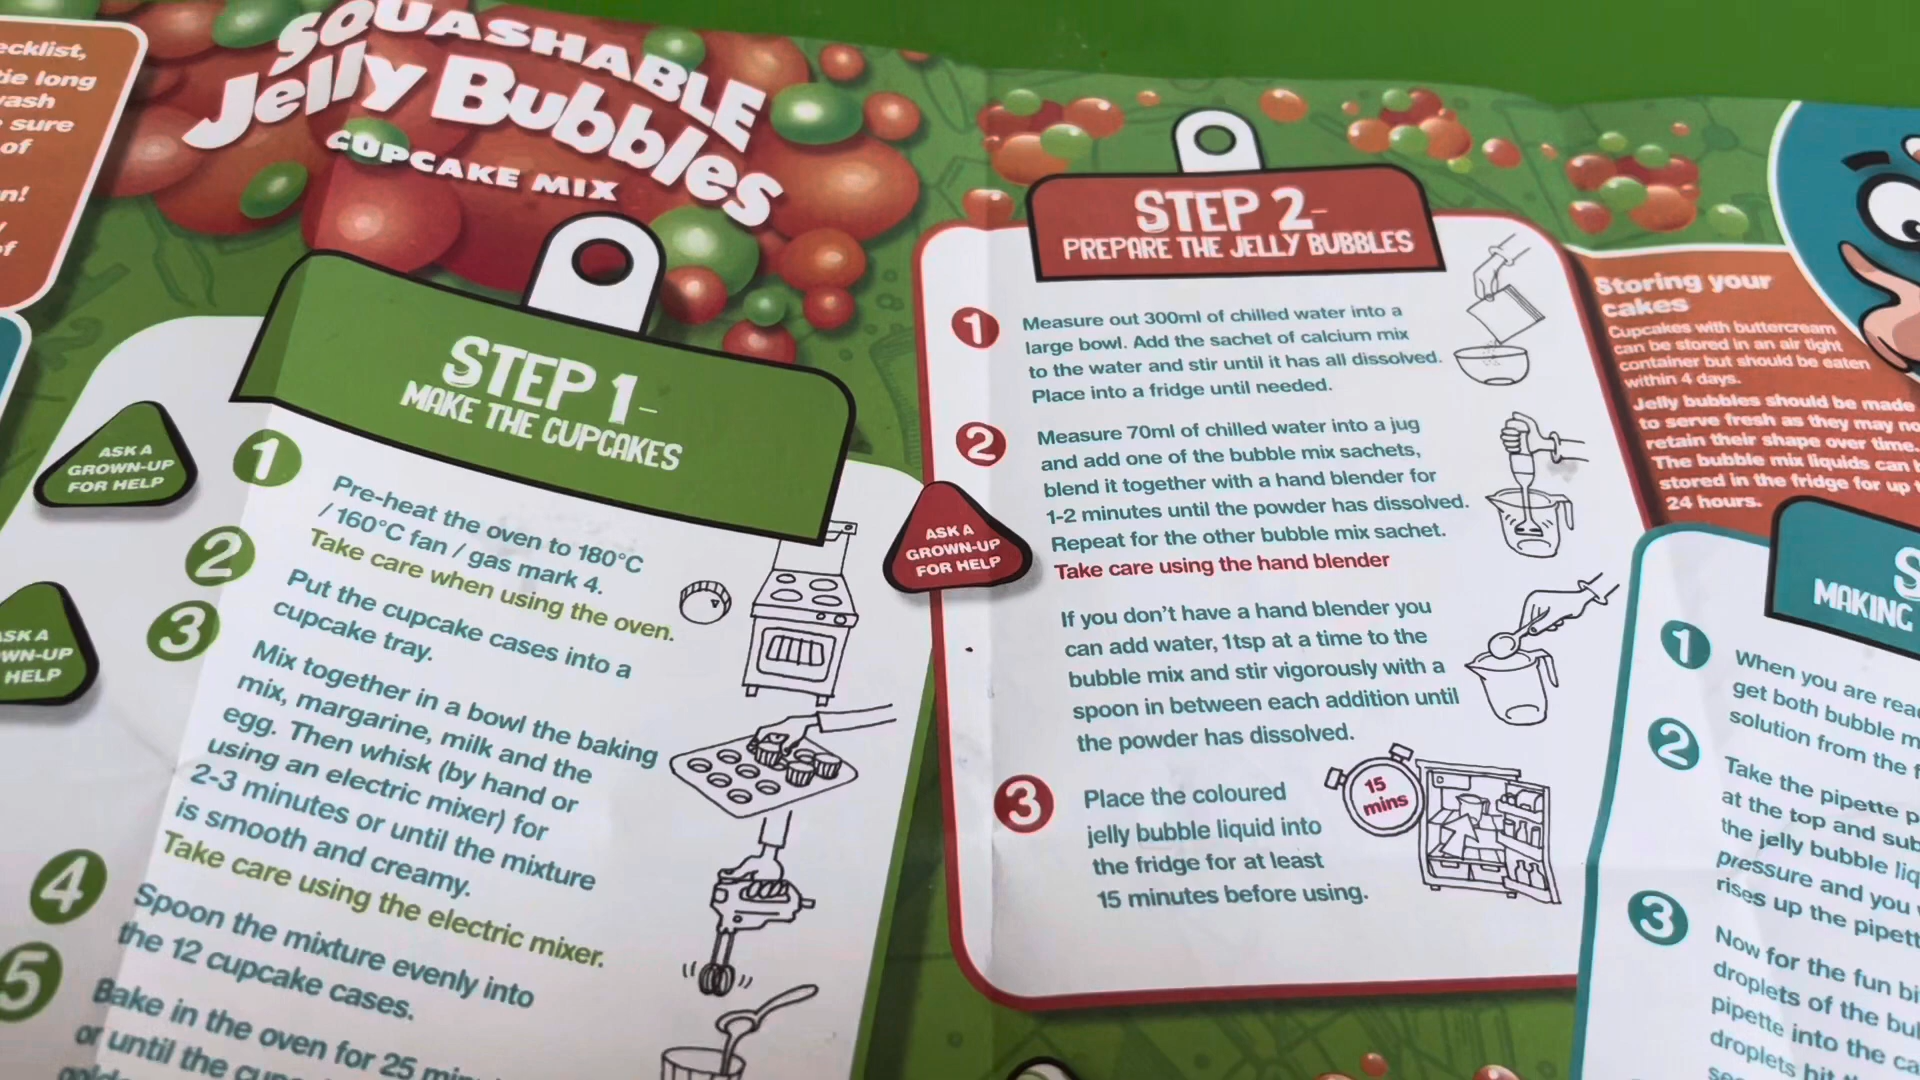 ecklist,
tie long
wash
sure
of
n!
of
SQUASHABLE
Jelly Bubbles
CUPCAKE MIX
STEP 1-
MAKE THE CUPCAKES
ASK A
GROWN-UP
FOR HELP
1
Pre-heat the oven to 180°C
/ 160°C fan / gas mark 4.
Take care when using the oven.
2
Put the cupcake cases into a
cupcake tray.
3
Mix together in a bowl the baking
mix, margarine, milk and the
egg. Then whisk (by hand or
using an electric mixer) for
2-3 minutes or until the mixture
is smooth and creamy.
Take care using the electric mixer.
ASK A
WN-UP
HELP
4
Spoon the mixture evenly into
the 12 cupcake cases.
5
Bake in the oven for 25 min
or until the cup
STEP 2-
PREPARE THE JELLY BUBBLES
1
Measure out 300ml of chilled water into a
large bowl. Add the sachet of calcium mix
to the water and stir until it has all dissolved.
Place into a fridge until needed.
2
Measure 70ml of chilled water into a jug
and add one of the bubble mix sachets,
blend it together with a hand blender for
1-2 minutes until the powder has dissolved.
Repeat for the other bubble mix sachet.
Take care using the hand blender
ASK A
GROWN-UP
FOR HELP
If you don't have a hand blender you
can add water, 1tsp at a time to the
bubble mix and stir vigorously with a
spoon in between each addition until
the powder has dissolved.
3
Place the coloured
jelly bubble liquid into
the fridge for at least
15 minutes before using.
15
mins
Storing your
cakes
Cupcakes with buttercream
can be stored in an air tight
container but should be eaten
within 4 days.
Jelly bubbles should be made
to serve fresh as they may no
retain their shape over time.
The bubble mix liquids can b
stored in the fridge for up t
24 hours.
S
MAKING
1
When you are rea
get both bubble m
solution from the f
2
Take the pipette p
at the top and sub
the jelly bubble liq
pressure and you
rises up the pipett
3
Now for the fun bi
droplets of the bul
pipette into the ca
droplets hit